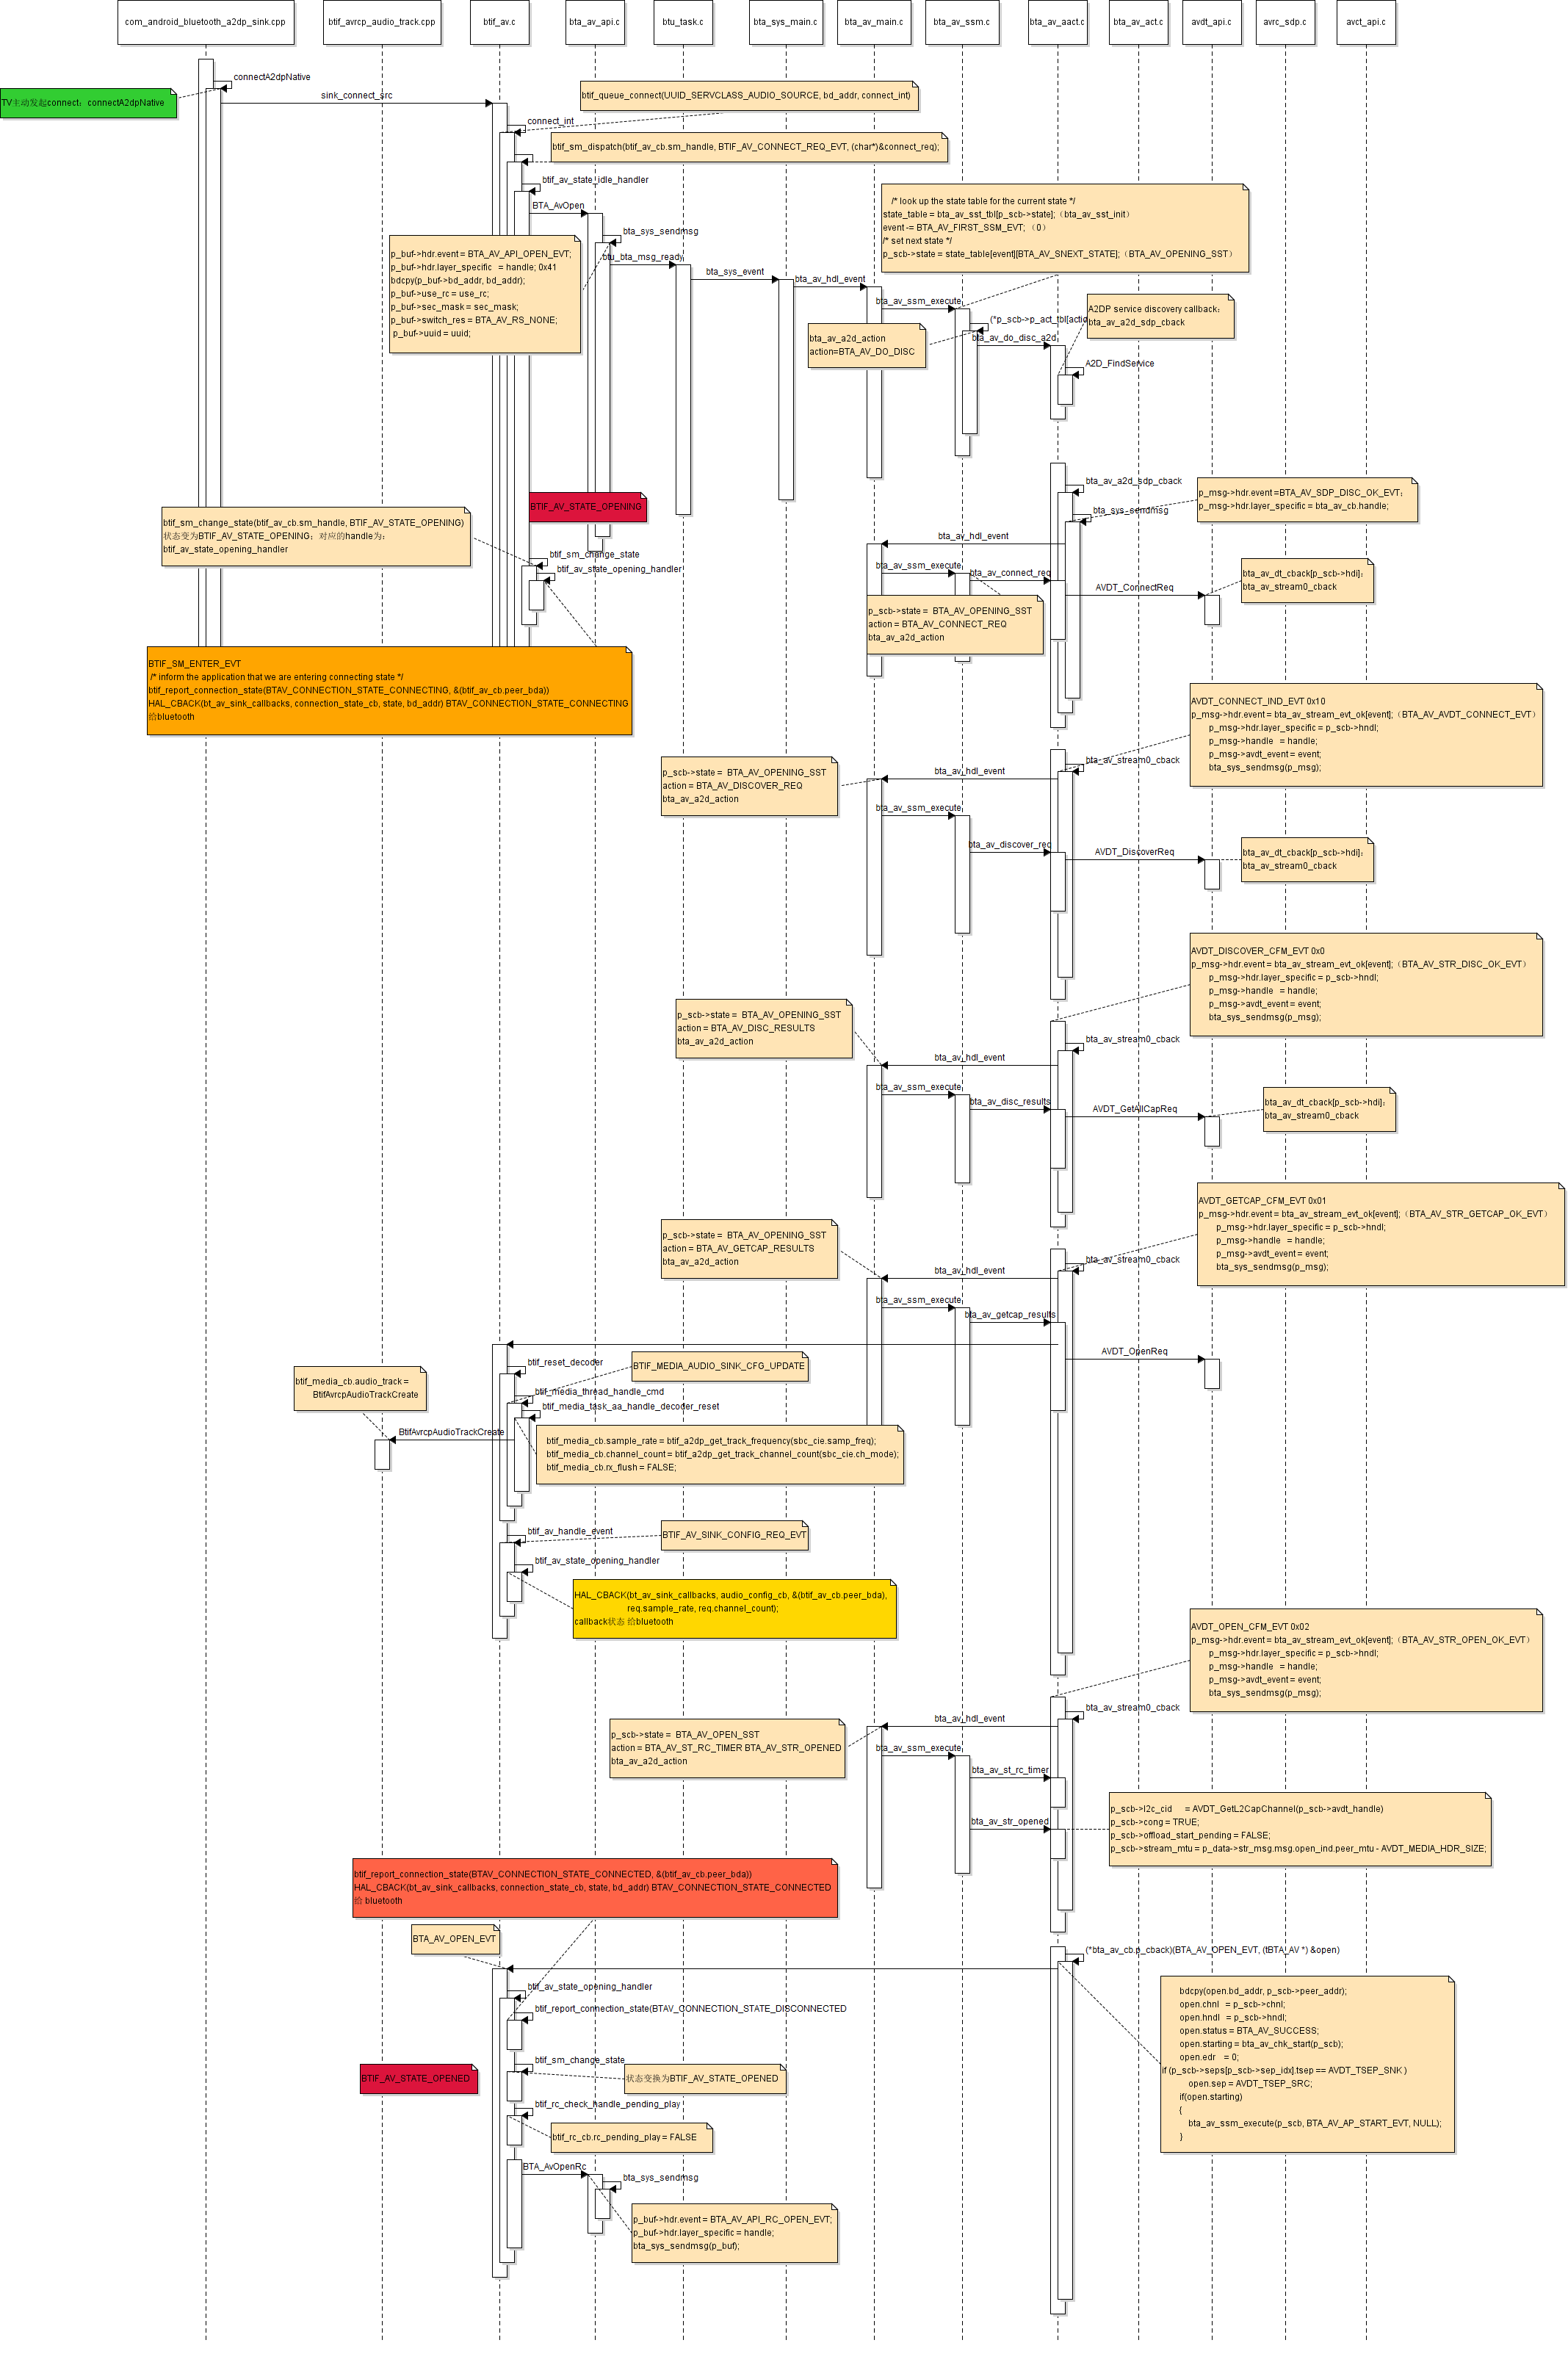 com_android_bluetooth_a2dp_sink.cpp
btif_avrcp_audio_track.cpp
btif_av.c
bta_av_api.c
btu_task.c
bta_sys_main.c
bta_av_main.c
bta_av_ssm.c
bta_av_aact.c
bta_av_act.c
avdt_api.c
avrc_sdp.c
avct_api.c
connectA2dpNative
TV主动发起connect：connectA2dpNative
sink_connect_src
btif_queue_connect(UUID_SERVCLASS_AUDIO_SOURCE, bd_addr, connect_int)
connect_int
btif_sm_dispatch(btif_av_cb.sm_handle, BTIF_AV_CONNECT_REQ_EVT, (char*)&connect_req);
btif_av_state_idle_handler
BTA_AvOpen
/* look up the state table for the current state */
state_table = bta_av_sst_tbl[p_scb->state];（bta_av_sst_init）
event -= BTA_AV_FIRST_SSM_EVT; （0）
/* set next state */
p_scb->state = state_table[event][BTA_AV_SNEXT_STATE];（BTA_AV_OPENING_SST）
bta_sys_sendmsg
p_buf->hdr.event = BTA_AV_API_OPEN_EVT;
p_buf->hdr.layer_specific   = handle; 0x41
bdcpy(p_buf->bd_addr, bd_addr);
p_buf->use_rc = use_rc;
p_buf->sec_mask = sec_mask;
p_buf->switch_res = BTA_AV_RS_NONE;
p_buf->uuid = uuid;
btu_bta_msg_ready
bta_sys_event
bta_av_hdl_event
bta_av_ssm_execute
A2DP service discovery callback：
bta_av_a2d_sdp_cback
(*p_scb->p_act_tbl[actio
bta_av_a2d_action
action=BTA_AV_DO_DISC
bta_av_do_disc_a2d
A2D_FindService
bta_av_a2d_sdp_cback
p_msg->hdr.event =BTA_AV_SDP_DISC_OK_EVT；
p_msg->hdr.layer_specific = bta_av_cb.handle;
BTIF_AV_STATE_OPENING
bta_sys_sendmsg
btif_sm_change_state(btif_av_cb.sm_handle, BTIF_AV_STATE_OPENING)
状态变为BTIF_AV_STATE_OPENING；对应的handle为：
btif_av_state_opening_handler
bta_av_hdl_event
btif_sm_change_state
btif_av_state_opening_handler
bta_av_ssm_execute
bta_av_connect_req
AVDT_ConnectReq
bta_av_dt_cback[p_scb->hdi]；
bta_av_stream0_cback
p_scb->state =  BTA_AV_OPENING_SST
action = BTA_AV_CONNECT_REQ
bta_av_a2d_action
BTIF_SM_ENTER_EVT
/* inform the application that we are entering connecting state */
btif_report_connection_state(BTAV_CONNECTION_STATE_CONNECTING, &(btif_av_cb.peer_bda))
HAL_CBACK(bt_av_sink_callbacks, connection_state_cb, state, bd_addr) BTAV_CONNECTION_STATE_CONNECTING
给bluetooth
AVDT_CONNECT_IND_EVT 0x10
p_msg->hdr.event = bta_av_stream_evt_ok[event];（BTA_AV_AVDT_CONNECT_EVT）
p_msg->hdr.layer_specific = p_scb->hndl;
p_msg->handle   = handle;
p_msg->avdt_event = event;
bta_sys_sendmsg(p_msg);
bta_av_stream0_cback
bta_av_hdl_event
p_scb->state =  BTA_AV_OPENING_SST
action = BTA_AV_DISCOVER_REQ
bta_av_a2d_action
bta_av_ssm_execute
bta_av_discover_req
AVDT_DiscoverReq
bta_av_dt_cback[p_scb->hdi]；
bta_av_stream0_cback
AVDT_DISCOVER_CFM_EVT 0x0
p_msg->hdr.event = bta_av_stream_evt_ok[event];（BTA_AV_STR_DISC_OK_EVT）
p_msg->hdr.layer_specific = p_scb->hndl;
p_msg->handle   = handle;
p_msg->avdt_event = event;
bta_sys_sendmsg(p_msg);
p_scb->state =  BTA_AV_OPENING_SST
action = BTA_AV_DISC_RESULTS
bta_av_a2d_action
bta_av_stream0_cback
bta_av_hdl_event
bta_av_ssm_execute
bta_av_disc_results
AVDT_GetAllCapReq
bta_av_dt_cback[p_scb->hdi]；
bta_av_stream0_cback
AVDT_GETCAP_CFM_EVT 0x01
p_msg->hdr.event = bta_av_stream_evt_ok[event];（BTA_AV_STR_GETCAP_OK_EVT）
p_msg->hdr.layer_specific = p_scb->hndl;
p_msg->handle   = handle;
p_msg->avdt_event = event;
bta_sys_sendmsg(p_msg);
p_scb->state =  BTA_AV_OPENING_SST
action = BTA_AV_GETCAP_RESULTS
bta_av_a2d_action
bta_av_stream0_cback
bta_av_hdl_event
bta_av_ssm_execute
bta_av_getcap_results
AVDT_OpenReq
btif_reset_decoder
BTIF_MEDIA_AUDIO_SINK_CFG_UPDATE
btif_media_cb.audio_track =
BtifAvrcpAudioTrackCreate
btif_media_thread_handle_cmd
btif_media_task_aa_handle_decoder_reset
BtifAvrcpAudioTrackCreate
btif_media_cb.sample_rate = btif_a2dp_get_track_frequency(sbc_cie.samp_freq);
btif_media_cb.channel_count = btif_a2dp_get_track_channel_count(sbc_cie.ch_mode);
btif_media_cb.rx_flush = FALSE;
btif_av_handle_event
BTIF_AV_SINK_CONFIG_REQ_EVT
btif_av_state_opening_handler
HAL_CBACK(bt_av_sink_callbacks, audio_config_cb, &(btif_av_cb.peer_bda),
req.sample_rate, req.channel_count);
callback状态 给bluetooth
AVDT_OPEN_CFM_EVT 0x02
p_msg->hdr.event = bta_av_stream_evt_ok[event];（BTA_AV_STR_OPEN_OK_EVT）
p_msg->hdr.layer_specific = p_scb->hndl;
p_msg->handle   = handle;
p_msg->avdt_event = event;
bta_sys_sendmsg(p_msg);
bta_av_stream0_cback
bta_av_hdl_event
p_scb->state =  BTA_AV_OPEN_SST
action = BTA_AV_ST_RC_TIMER BTA_AV_STR_OPENED
bta_av_a2d_action
bta_av_ssm_execute
bta_av_st_rc_timer
p_scb->l2c_cid      = AVDT_GetL2CapChannel(p_scb->avdt_handle)
p_scb->cong = TRUE;
p_scb->offload_start_pending = FALSE;
p_scb->stream_mtu = p_data->str_msg.msg.open_ind.peer_mtu - AVDT_MEDIA_HDR_SIZE;
bta_av_str_opened
btif_report_connection_state(BTAV_CONNECTION_STATE_CONNECTED, &(btif_av_cb.peer_bda))
HAL_CBACK(bt_av_sink_callbacks, connection_state_cb, state, bd_addr) BTAV_CONNECTION_STATE_CONNECTED
给 bluetooth
BTA_AV_OPEN_EVT
(*bta_av_cb.p_cback)(BTA_AV_OPEN_EVT, (tBTA_AV *) &open)
btif_av_state_opening_handler
btif_report_connection_state(BTAV_CONNECTION_STATE_DISCONNECTED
bdcpy(open.bd_addr, p_scb->peer_addr);
open.chnl   = p_scb->chnl;
open.hndl   = p_scb->hndl;
open.status = BTA_AV_SUCCESS;
open.starting = bta_av_chk_start(p_scb);
open.edr    = 0;
if (p_scb->seps[p_scb->sep_idx].tsep == AVDT_TSEP_SNK )
open.sep = AVDT_TSEP_SRC;
if(open.starting)
{
bta_av_ssm_execute(p_scb, BTA_AV_AP_START_EVT, NULL);
}
btif_sm_change_state
BTIF_AV_STATE_OPENED
状态变换为BTIF_AV_STATE_OPENED
btif_rc_check_handle_pending_play
btif_rc_cb.rc_pending_play = FALSE
BTA_AvOpenRc
bta_sys_sendmsg
p_buf->hdr.event = BTA_AV_API_RC_OPEN_EVT;
p_buf->hdr.layer_specific = handle;
bta_sys_sendmsg(p_buf);